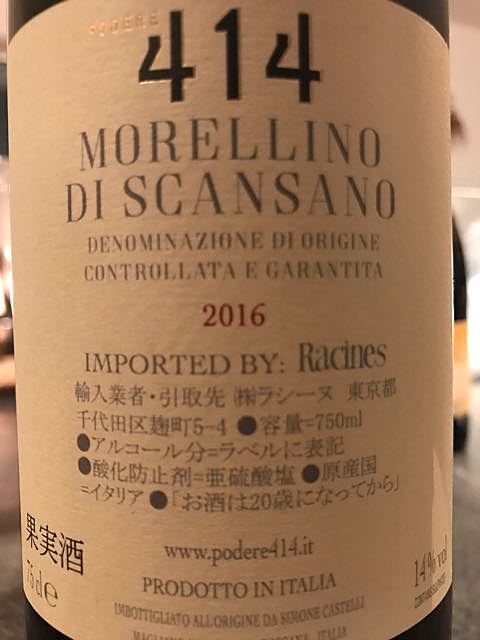 PODERE
414
MORELLINO
DI SCANSANO
DENOMINAZIONE DI ORIGINE
CONTROLLATA E GARANTITA
2016
IMPORTED BY: Racines
輸入業者・引取先 ㈱ラシーヌ 東京都
千代田区麹町5-4 ●容量=750ml
●アルコール分=ラベルに表記
●酸化防止剤=亜硫酸塩 ●原産国
=イタリア ●「お酒は20歳になってから」
果実酒
75cl e
www.podere414.it
14% vol
CONTAINS SULPHITES
PRODOTTO IN ITALIA
IMBOTTIGLIATO ALL'ORIGINE DA SIMONE CASTELLI
ITALIA